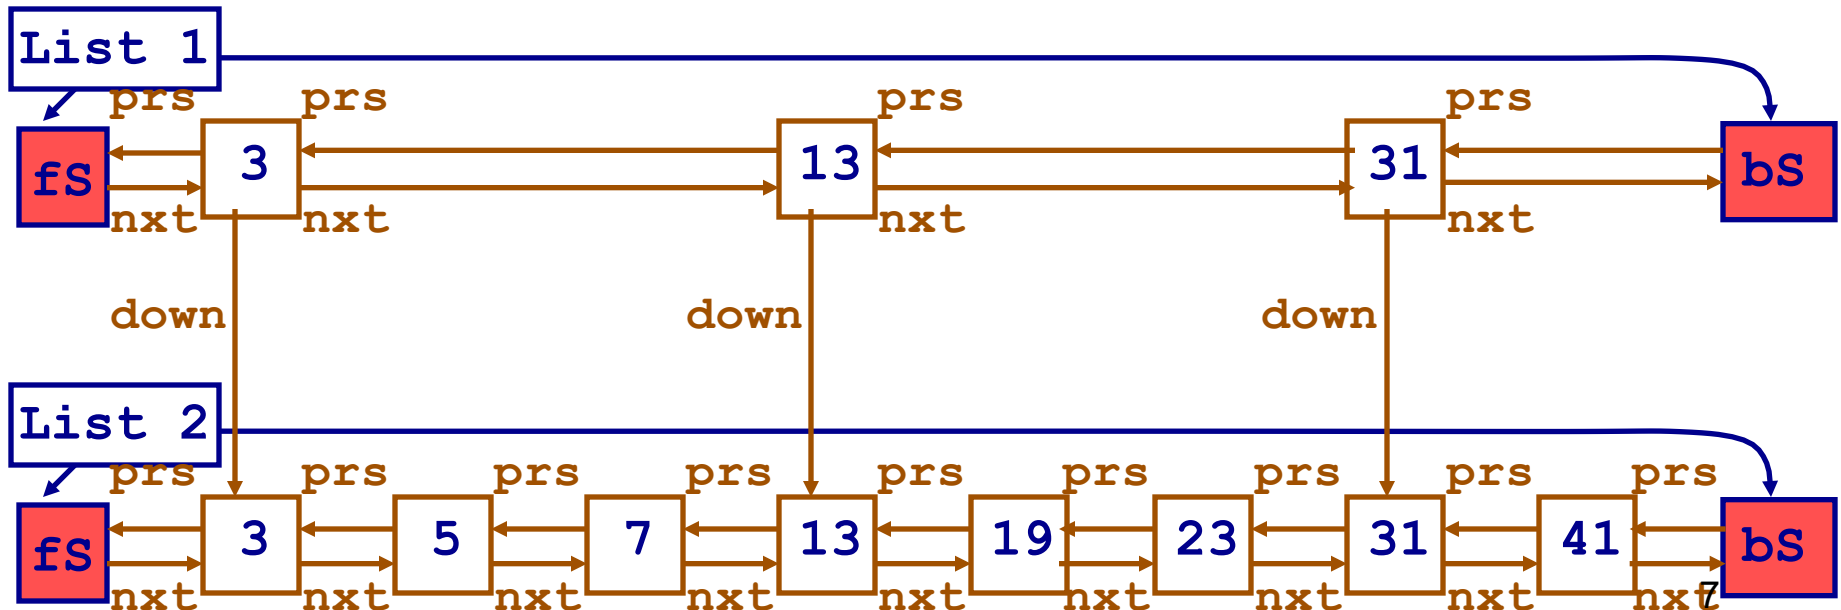 List 1
prs prs prs prs
fS 3 13 31 bS
nxt nxt nxt nxt
down down down
List 2
prs prs prs prs prs prs prs prs prs
fS 3 5 7 13 19 23 31 41 bS
nxt nxt nxt nxt nxt nxt nxt nxt nxt
7